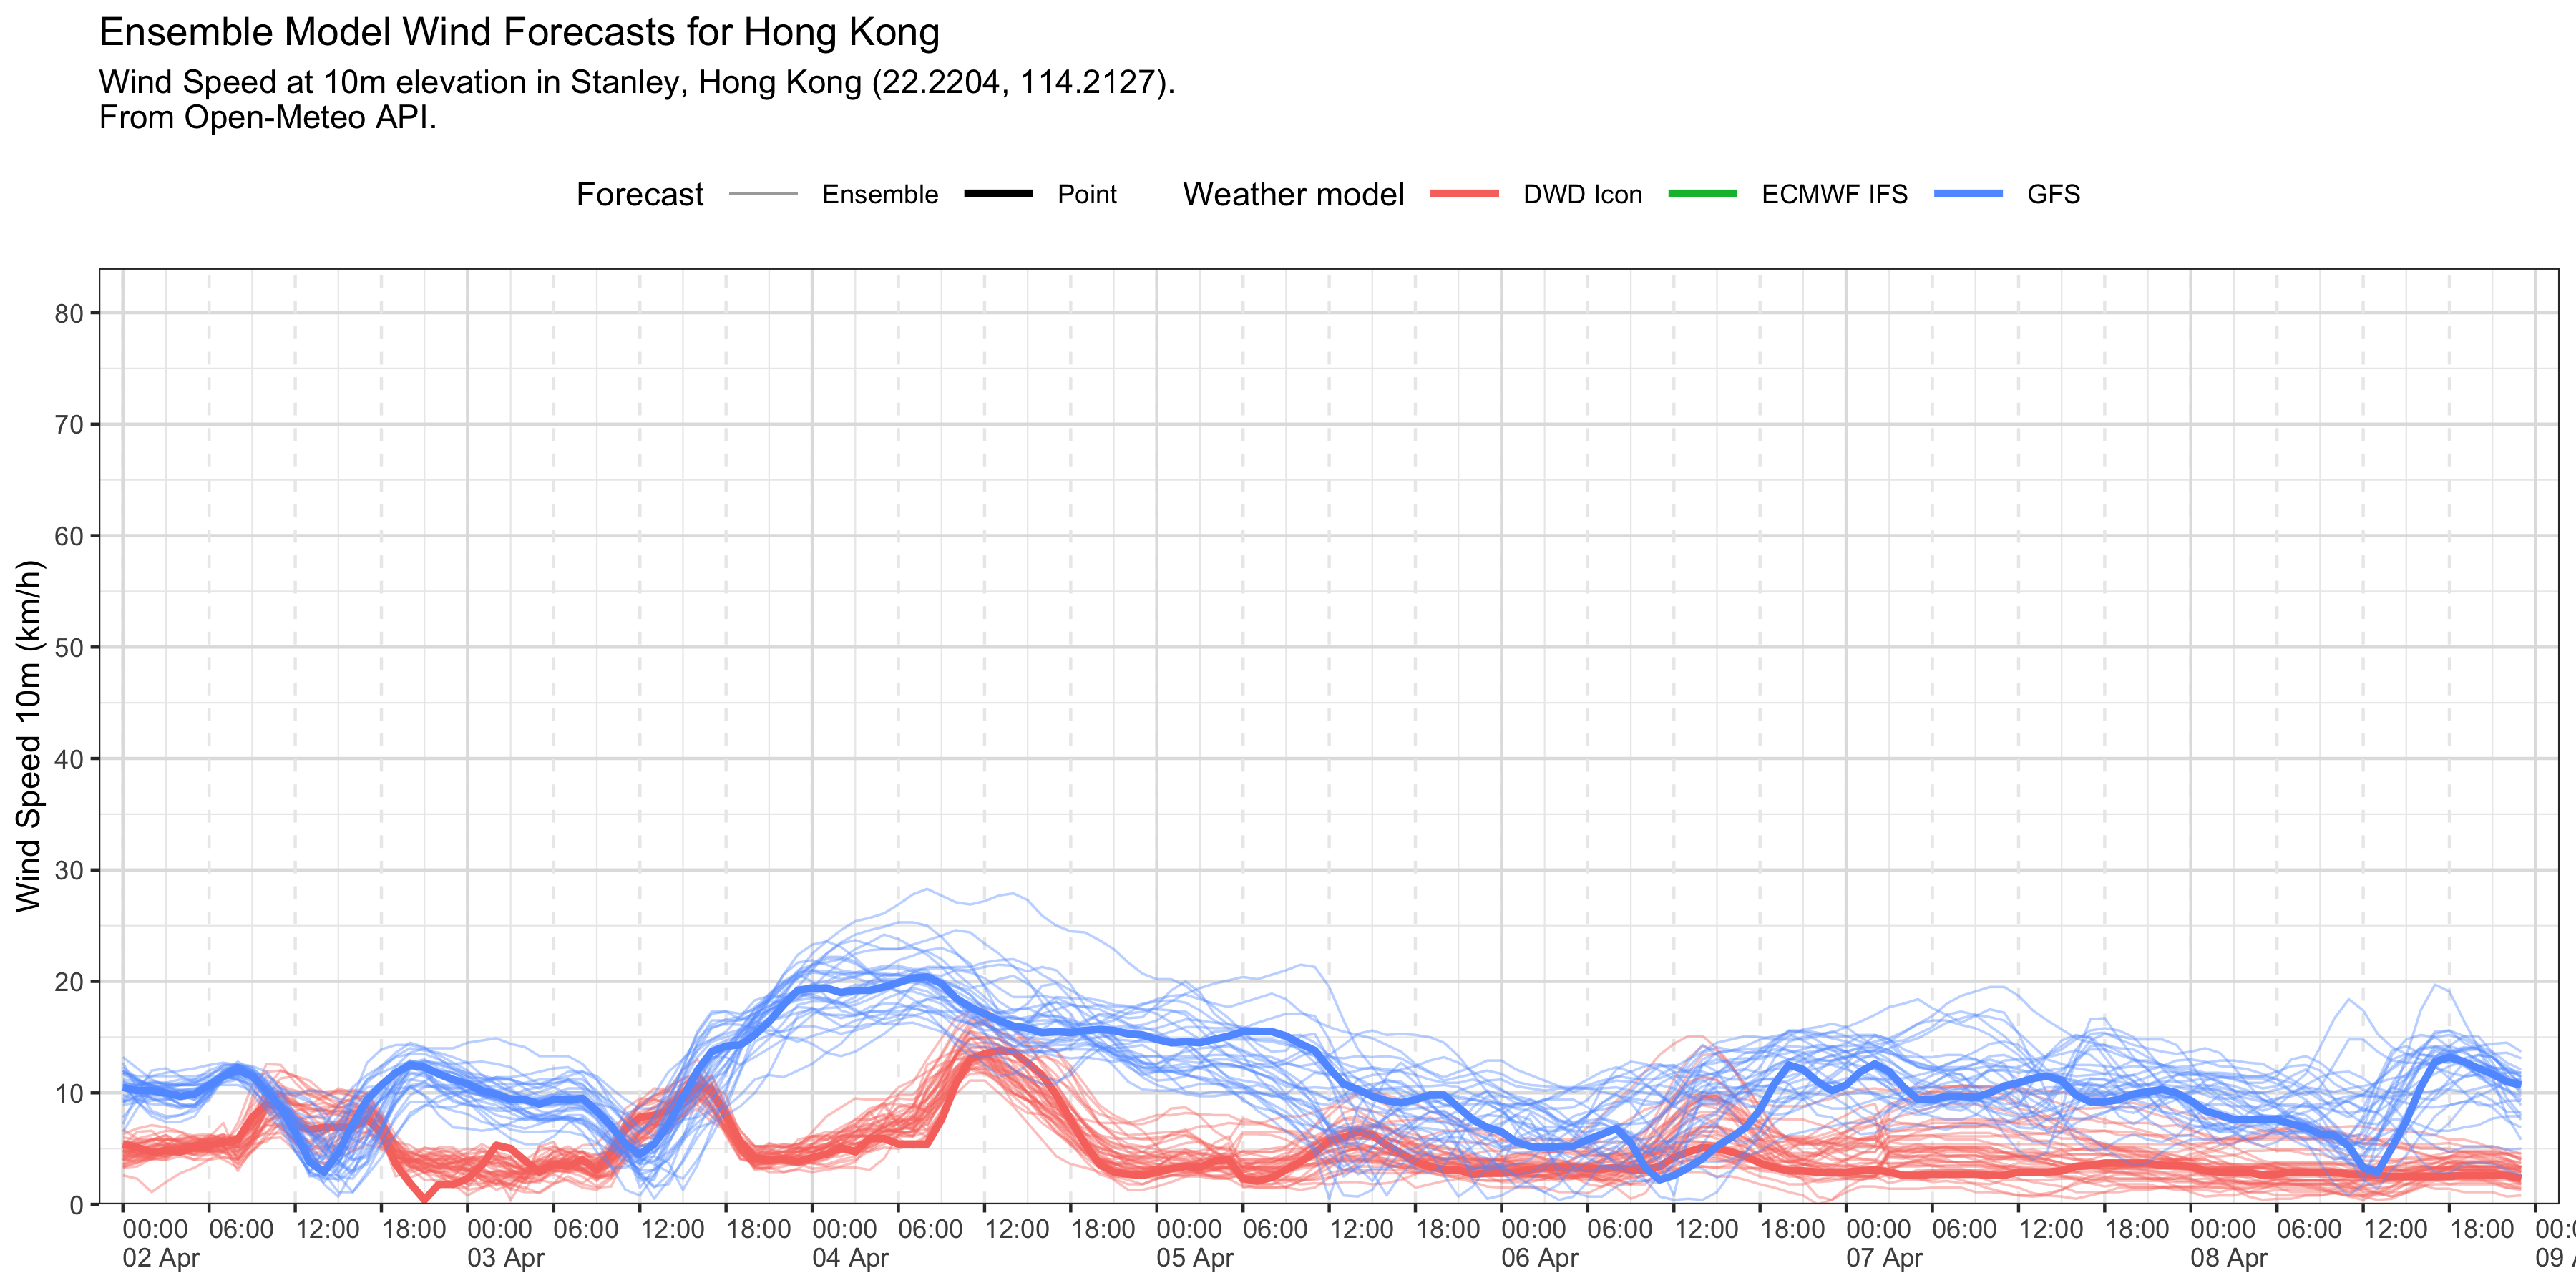 Ensemble Model Wind Forecasts for Hong Kong
Wind Speed at 10m elevation in Stanley, Hong Kong (22.2204, 114.2127).
From Open-Meteo API.
Forecast Ensemble Point Weather model DWD Icon ECMWF IFS GFS
Wind Speed 10m (km/h)
80
70
60
50
40
30
20
10
0
00:00 06:00 12:00 18:00 00:00 06:00 12:00 18:00 00:00 06:00 12:00 18:00 00:00 06:00 12:00 18:00 00:00 06:00 12:00 18:00 00:00 06:00 12:00 18:00 00:00 06:00 12:00 18:00 00:0
02 Apr 03 Apr 04 Apr 05 Apr 06 Apr 07 Apr 08 Apr 09